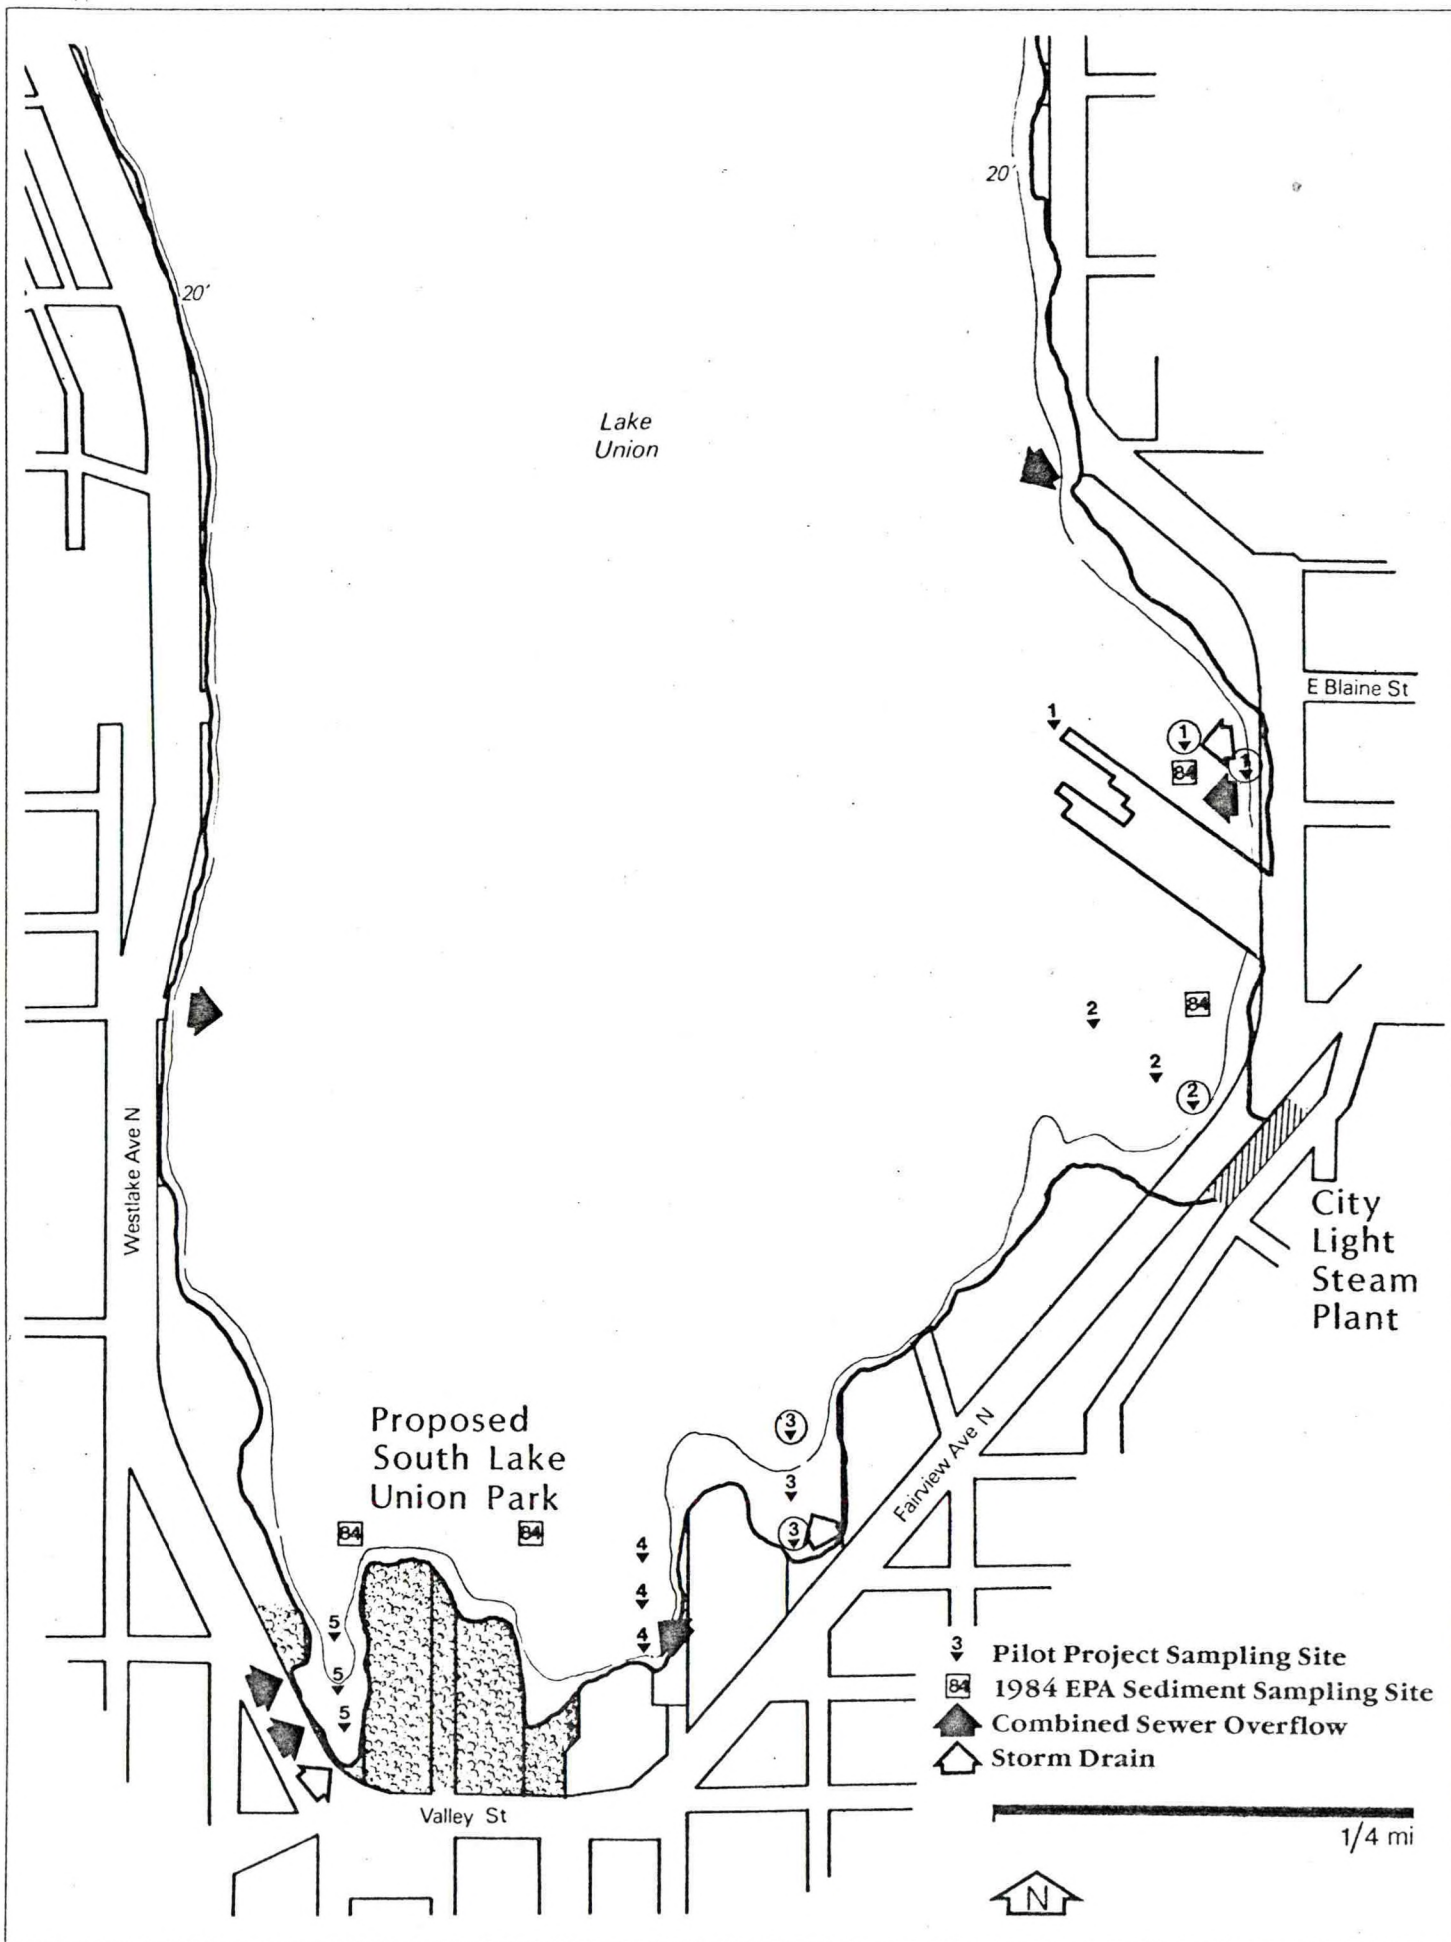 20'
20'
Lake
Union
E Blaine St
1
1
1
84
84
2
2
2
Westlake Ave N
City
Light
Steam
Plant
Proposed
South Lake
Union Park
Fairview Ave N
3
3
3
84
84
4
4
4
5
5
5
3 Pilot Project Sampling Site
84 1984 EPA Sediment Sampling Site
Combined Sewer Overflow
Storm Drain
Valley St
1/4 mi
N